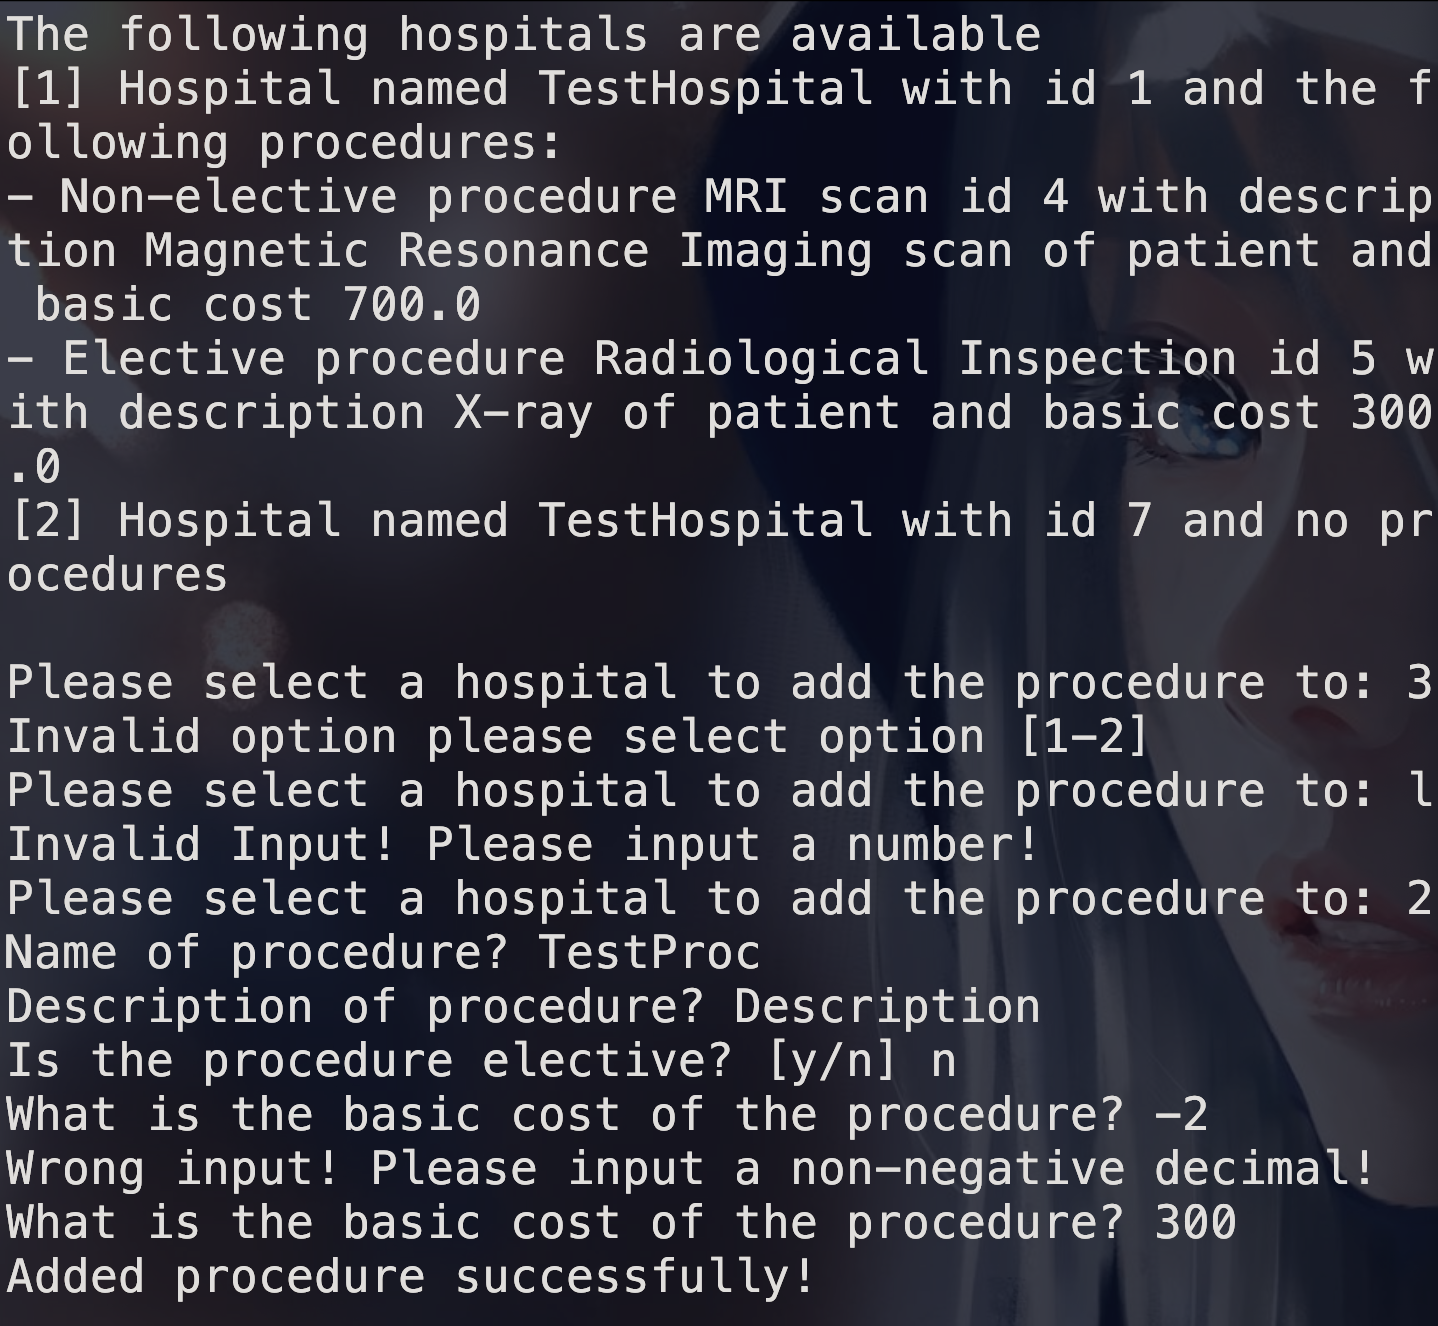 The following hospitals are available
[1] Hospital named TestHospital with id 1 and the f
ollowing procedures:
- Non-elective procedure MRI scan id 4 with descrip
tion Magnetic Resonance Imaging scan of patient and
 basic cost 700.0
- Elective procedure Radiological Inspection id 5 w
ith description X-ray of patient and basic cost 300
.0
[2] Hospital named TestHospital with id 7 and no pr
ocedures

Please select a hospital to add the procedure to: 3
Invalid option please select option [1-2]
Please select a hospital to add the procedure to: l
Invalid Input! Please input a number!
Please select a hospital to add the procedure to: 2
Name of procedure? TestProc
Description of procedure? Description
Is the procedure elective? [y/n] n
What is the basic cost of the procedure? -2
Wrong input! Please input a non-negative decimal!
What is the basic cost of the procedure? 300
Added procedure successfully!